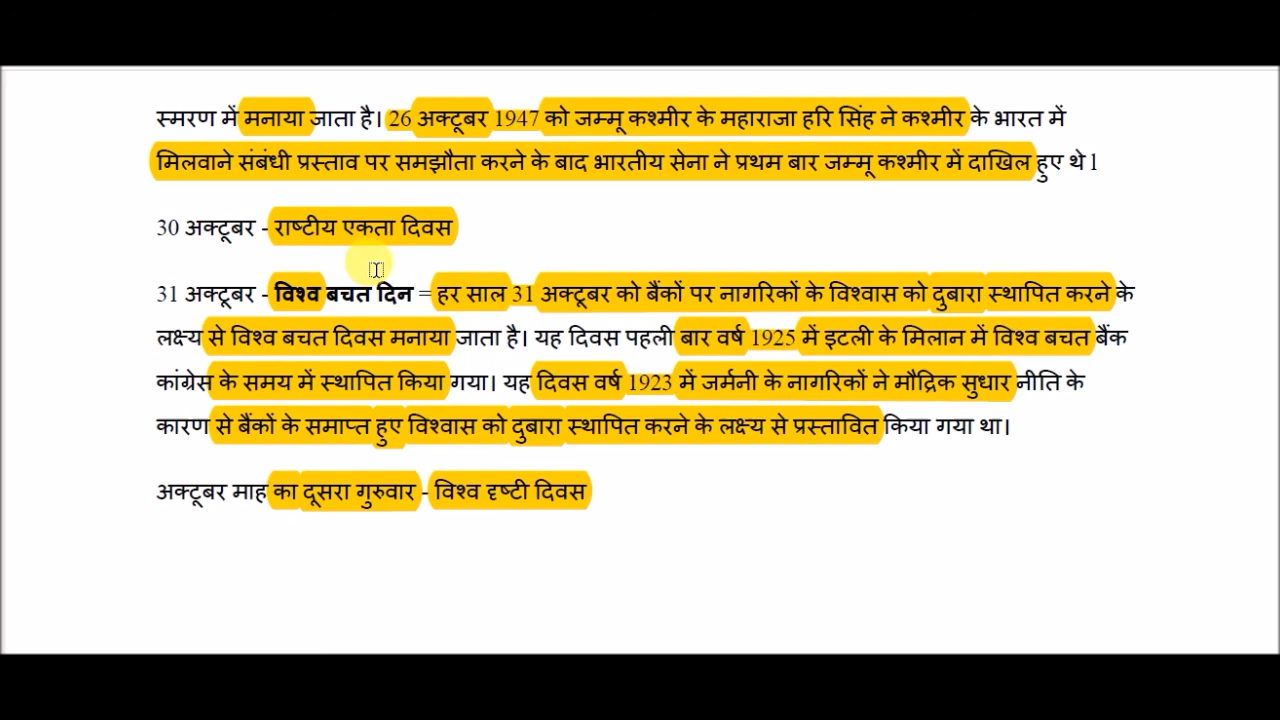 स्मरण में मनाया जाता है। 26 अक्टूबर 1947 को जम्मू कश्मीर के महाराजा हरि सिंह ने कश्मीर के भारत में
मिलवाने संबंधी प्रस्ताव पर समझौता करने के बाद भारतीय सेना ने प्रथम बार जम्मू कश्मीर में दाखिल हुए थे l
30 अक्टूबर - राष्टीय एकता दिवस
31 अक्टूबर - विश्व बचत दिन = हर साल 31 अक्टूबर को बैंकों पर नागरिकों के विश्वास को दुबारा स्थापित करने के
लक्ष्य से विश्व बचत दिवस मनाया जाता है। यह दिवस पहली बार वर्ष 1925 में इटली के मिलान में विश्व बचत बैंक
कांग्रेस के समय में स्थापित किया गया। यह दिवस वर्ष 1923 में जर्मनी के नागरिकों ने मौद्रिक सुधार नीति के
कारण से बैंकों के समाप्त हुए विश्वास को दुबारा स्थापित करने के लक्ष्य से प्रस्तावित किया गया था।
अक्टूबर माह का दूसरा गुरुवार - विश्व दृष्टी दिवस